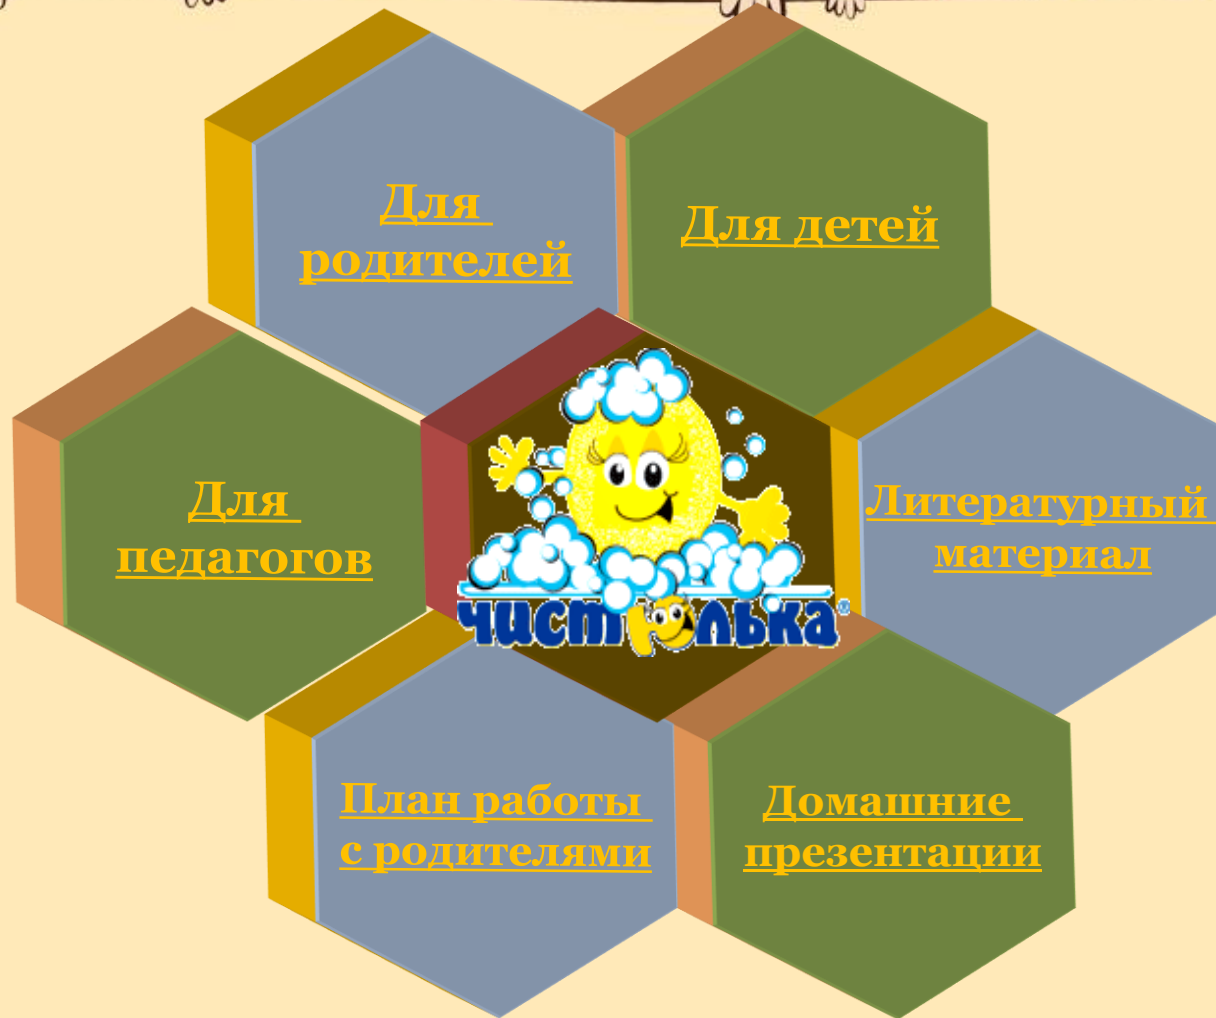 Для
родителей
Для детей
Для
педагогов
чистюлька®
Литературный
материал
План работы
с родителями
Домашние
презентации